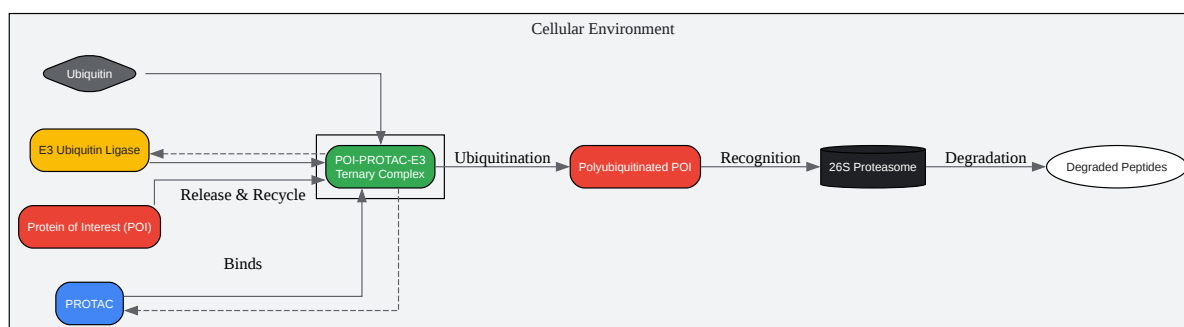 Cellular Environment
Ubiquitin
E3 Ubiquitin Ligase
POI-PROTAC-E3
Ternary Complex
Ubiquitination
Polyubiquitinated POI
Recognition
26S Proteasome
Degradation
Degraded Peptides
Release & Recycle
Protein of Interest (POI)
Binds
PROTAC